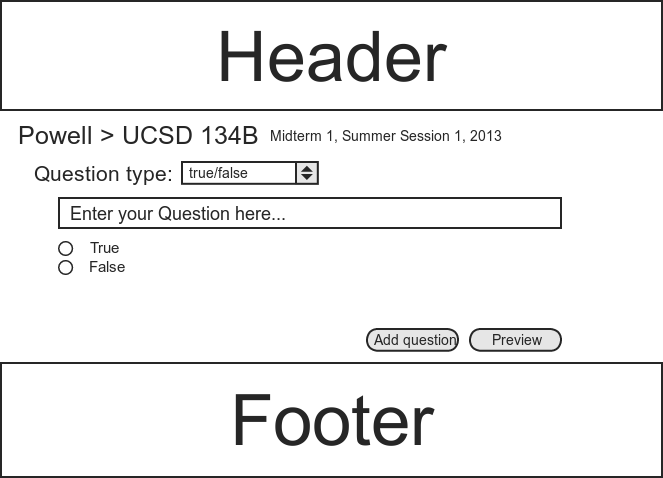 Header
Powell > UCSD 134B Midterm 1, Summer Session 1, 2013
Question type: true/false
Enter your Question here...
True
False
Add question Preview
Footer